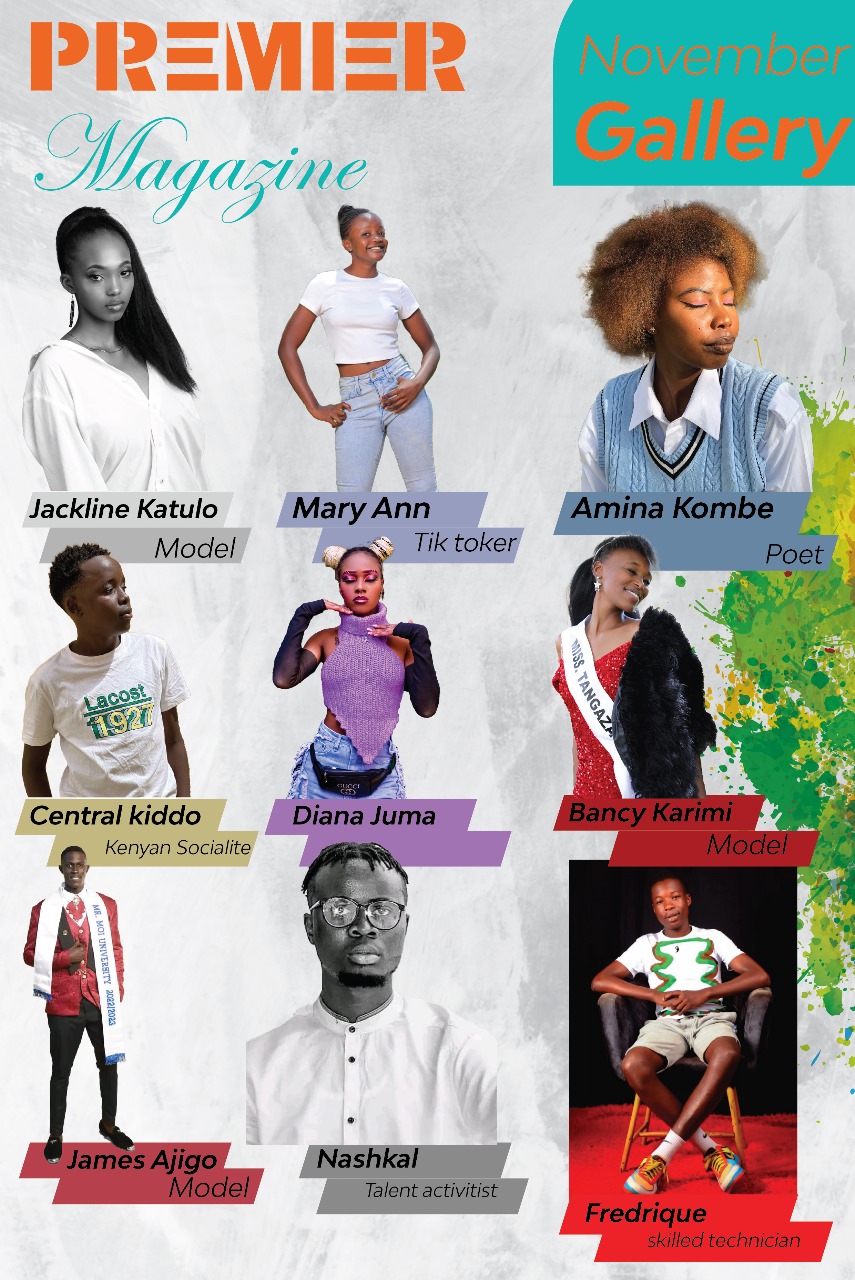 PREMIER
Magazine
November
Gallery
Jackline Katulo
Model
Mary Ann
Tik toker
Amina Kombe
Poet
Lacost
1927
GUCCI
MISS. TANGAZA
Central kiddo
Kenyan Socialite
Diana Juma
Bancy Karimi
Model
MR. MOI UNIVERSITY 2022/2023
James Ajigo
Model
Nashkal
Talent activitist
Fredrique
skilled technician